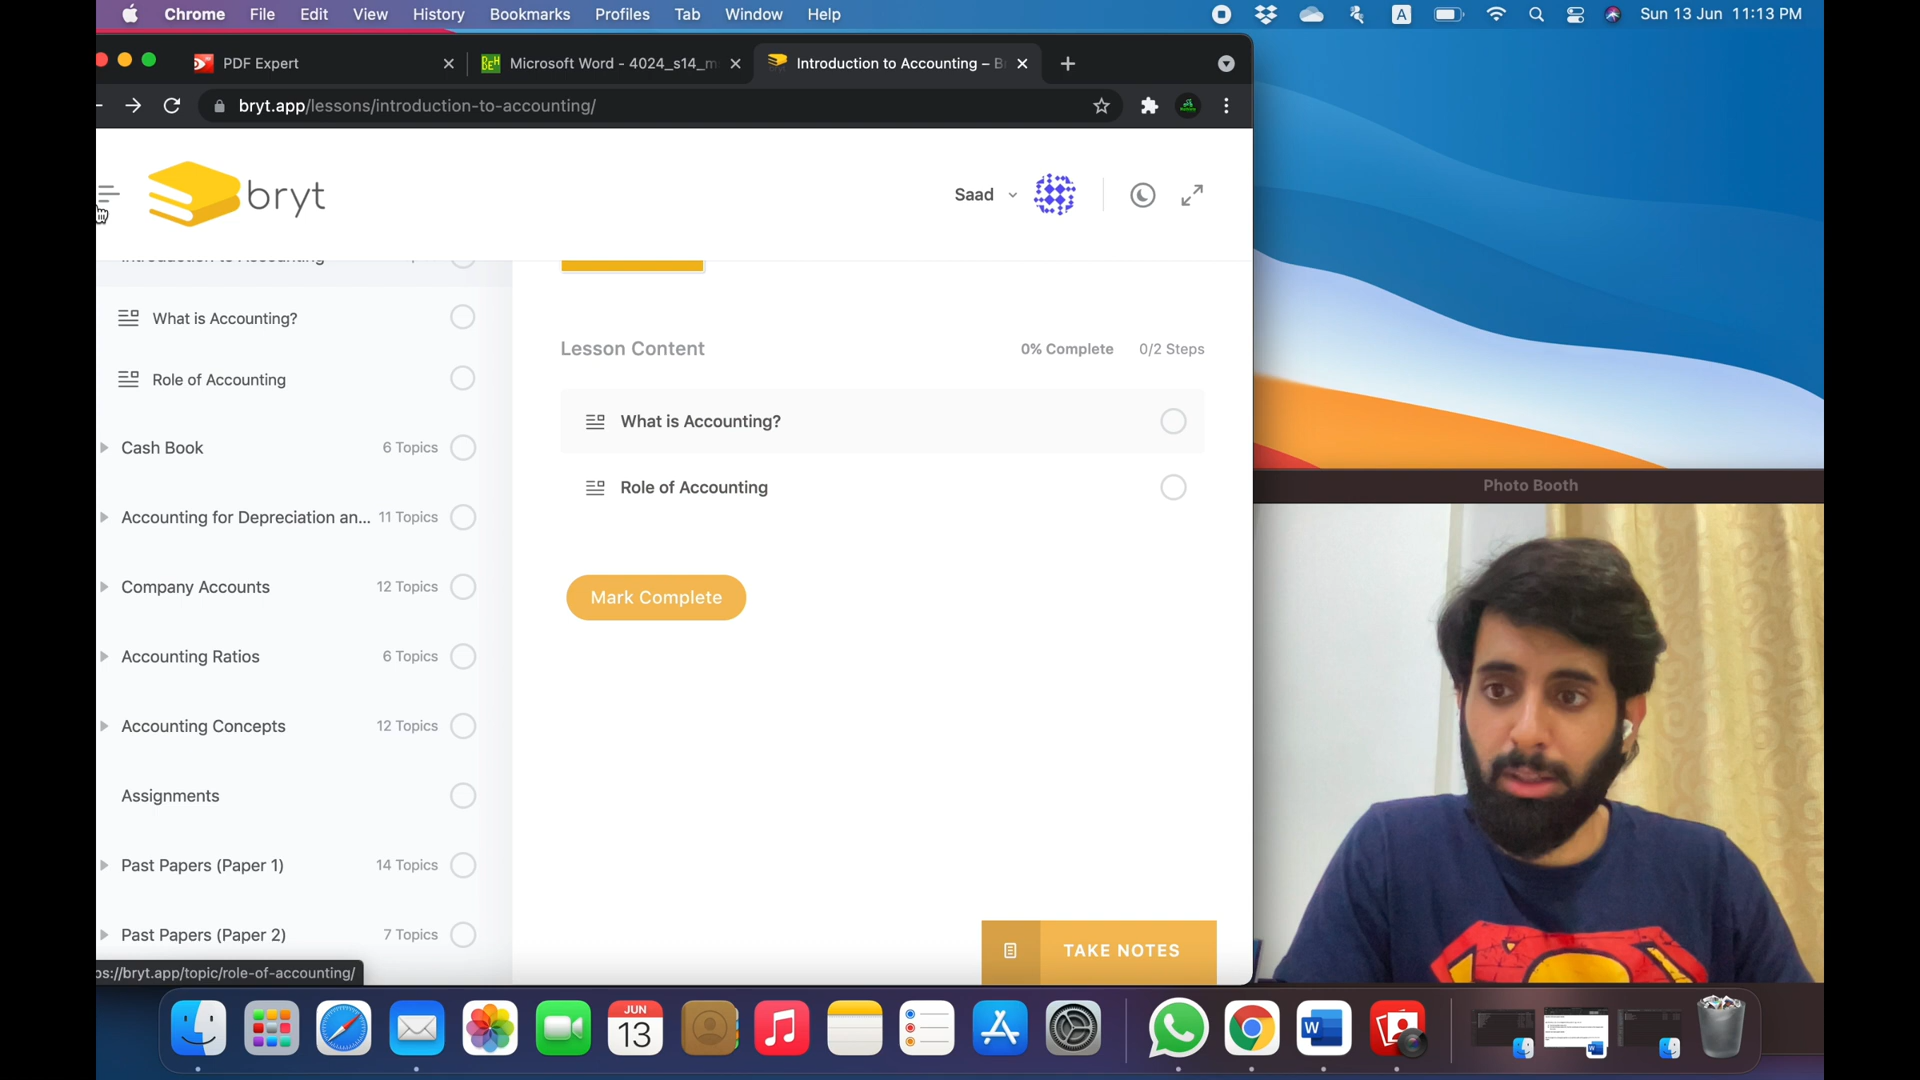 Chrome File Edit View History Bookmarks Profiles Tab Window Help
A Sun 13 Jun 11:13 PM
PDF Expert
BEH Microsoft Word - 4024_s14_m
Introduction to Accounting – B
bryt.app/lessons/introduction-to-accounting/
bryt
Saad
Introduction to Accounting
What is Accounting?
Role of Accounting
Cash Book 6 Topics
Accounting for Depreciation an... 11 Topics
Company Accounts 12 Topics
Accounting Ratios 6 Topics
Accounting Concepts 12 Topics
Assignments
Past Papers (Paper 1) 14 Topics
Past Papers (Paper 2) 7 Topics
Lesson Content 0% Complete 0/2 Steps
What is Accounting?
Role of Accounting
Mark Complete
TAKE NOTES
os://bryt.app/topic/role-of-accounting/
Photo Booth
JUN
13
W